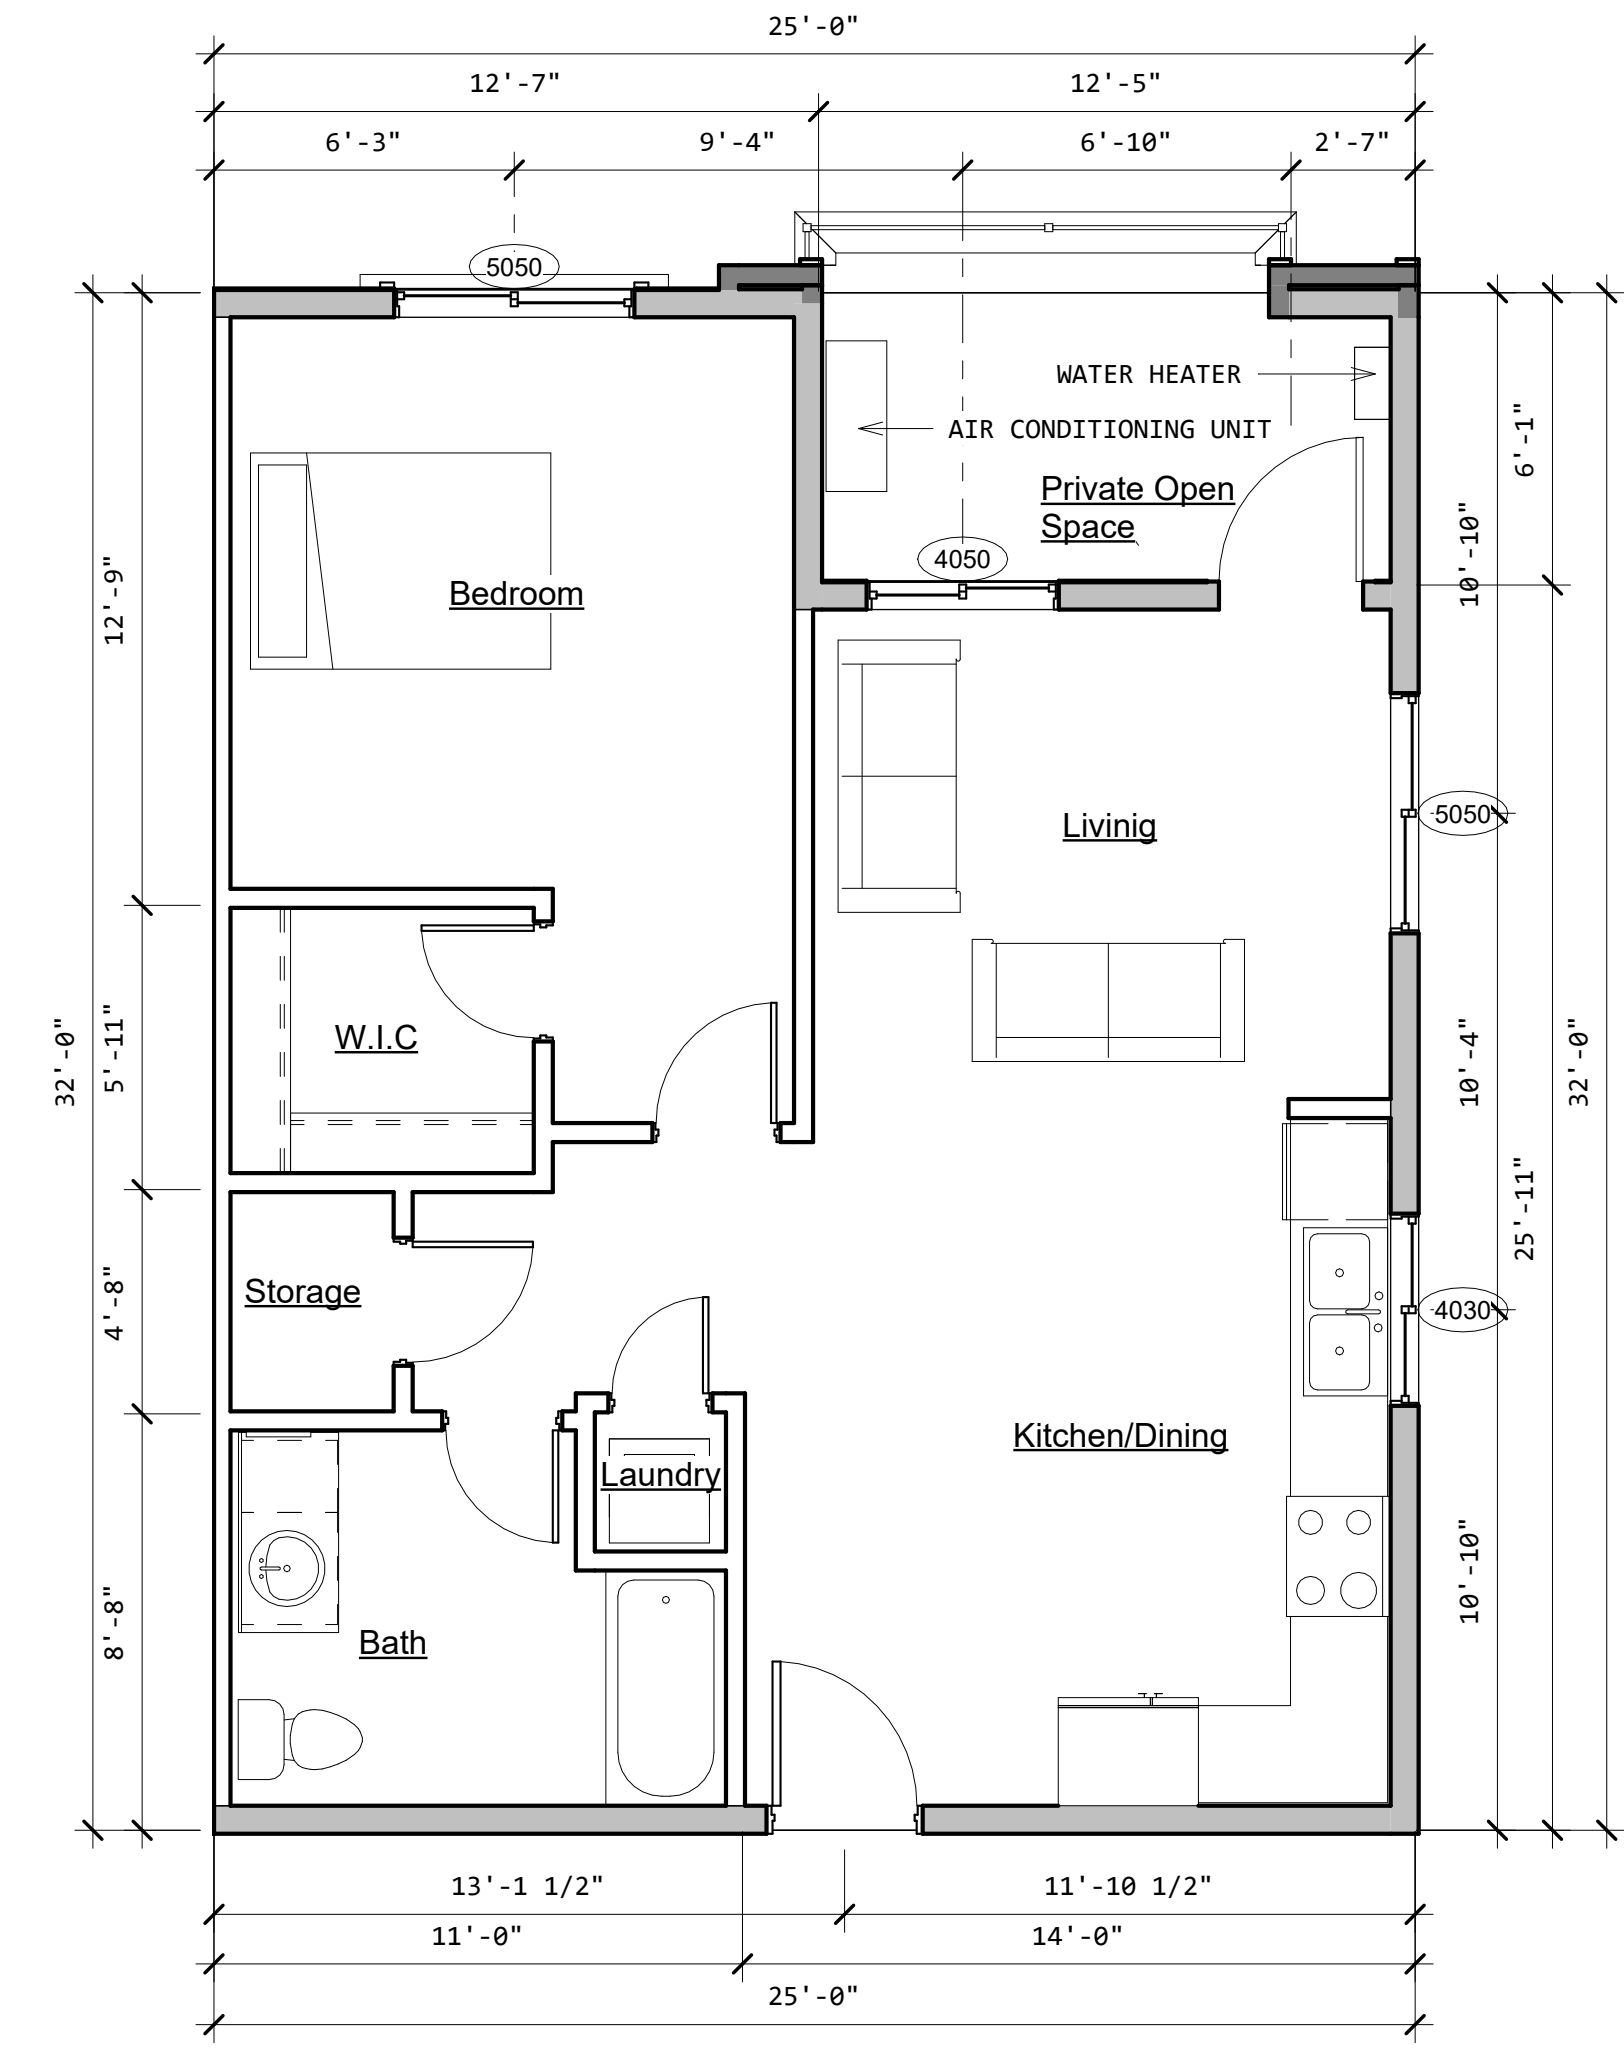 25'-0"
12'-7" 12'-5"
6'-3" 9'-4" 6'-10" 2'-7"
5050
WATER HEATER
AIR CONDITIONING UNIT
6'-1"
Private Open
Space
10'-10"
4050
12'-9"
Bedroom
5050
Livinig
W.I.C
32'-0"
5'-11"
10'-4"
32'-0"
25'-11"
Storage
4'-8"
4030
Kitchen/Dining
Laundry
10'-10"
8'-8"
Bath
13'-1 1/2" 11'-10 1/2"
11'-0" 14'-0"
25'-0"